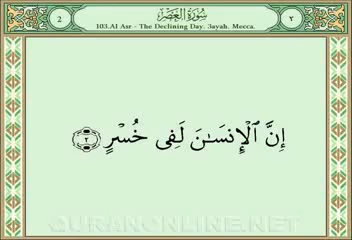 2
سُورَةُ العَصْرِ
٢
103.Al Asr - The Declining Day. 3ayah. Mecca.
إِنَّ ٱلْإِنسَـٰنَ لَفِى خُسْرٍ ٢
QURANONLINE.NET